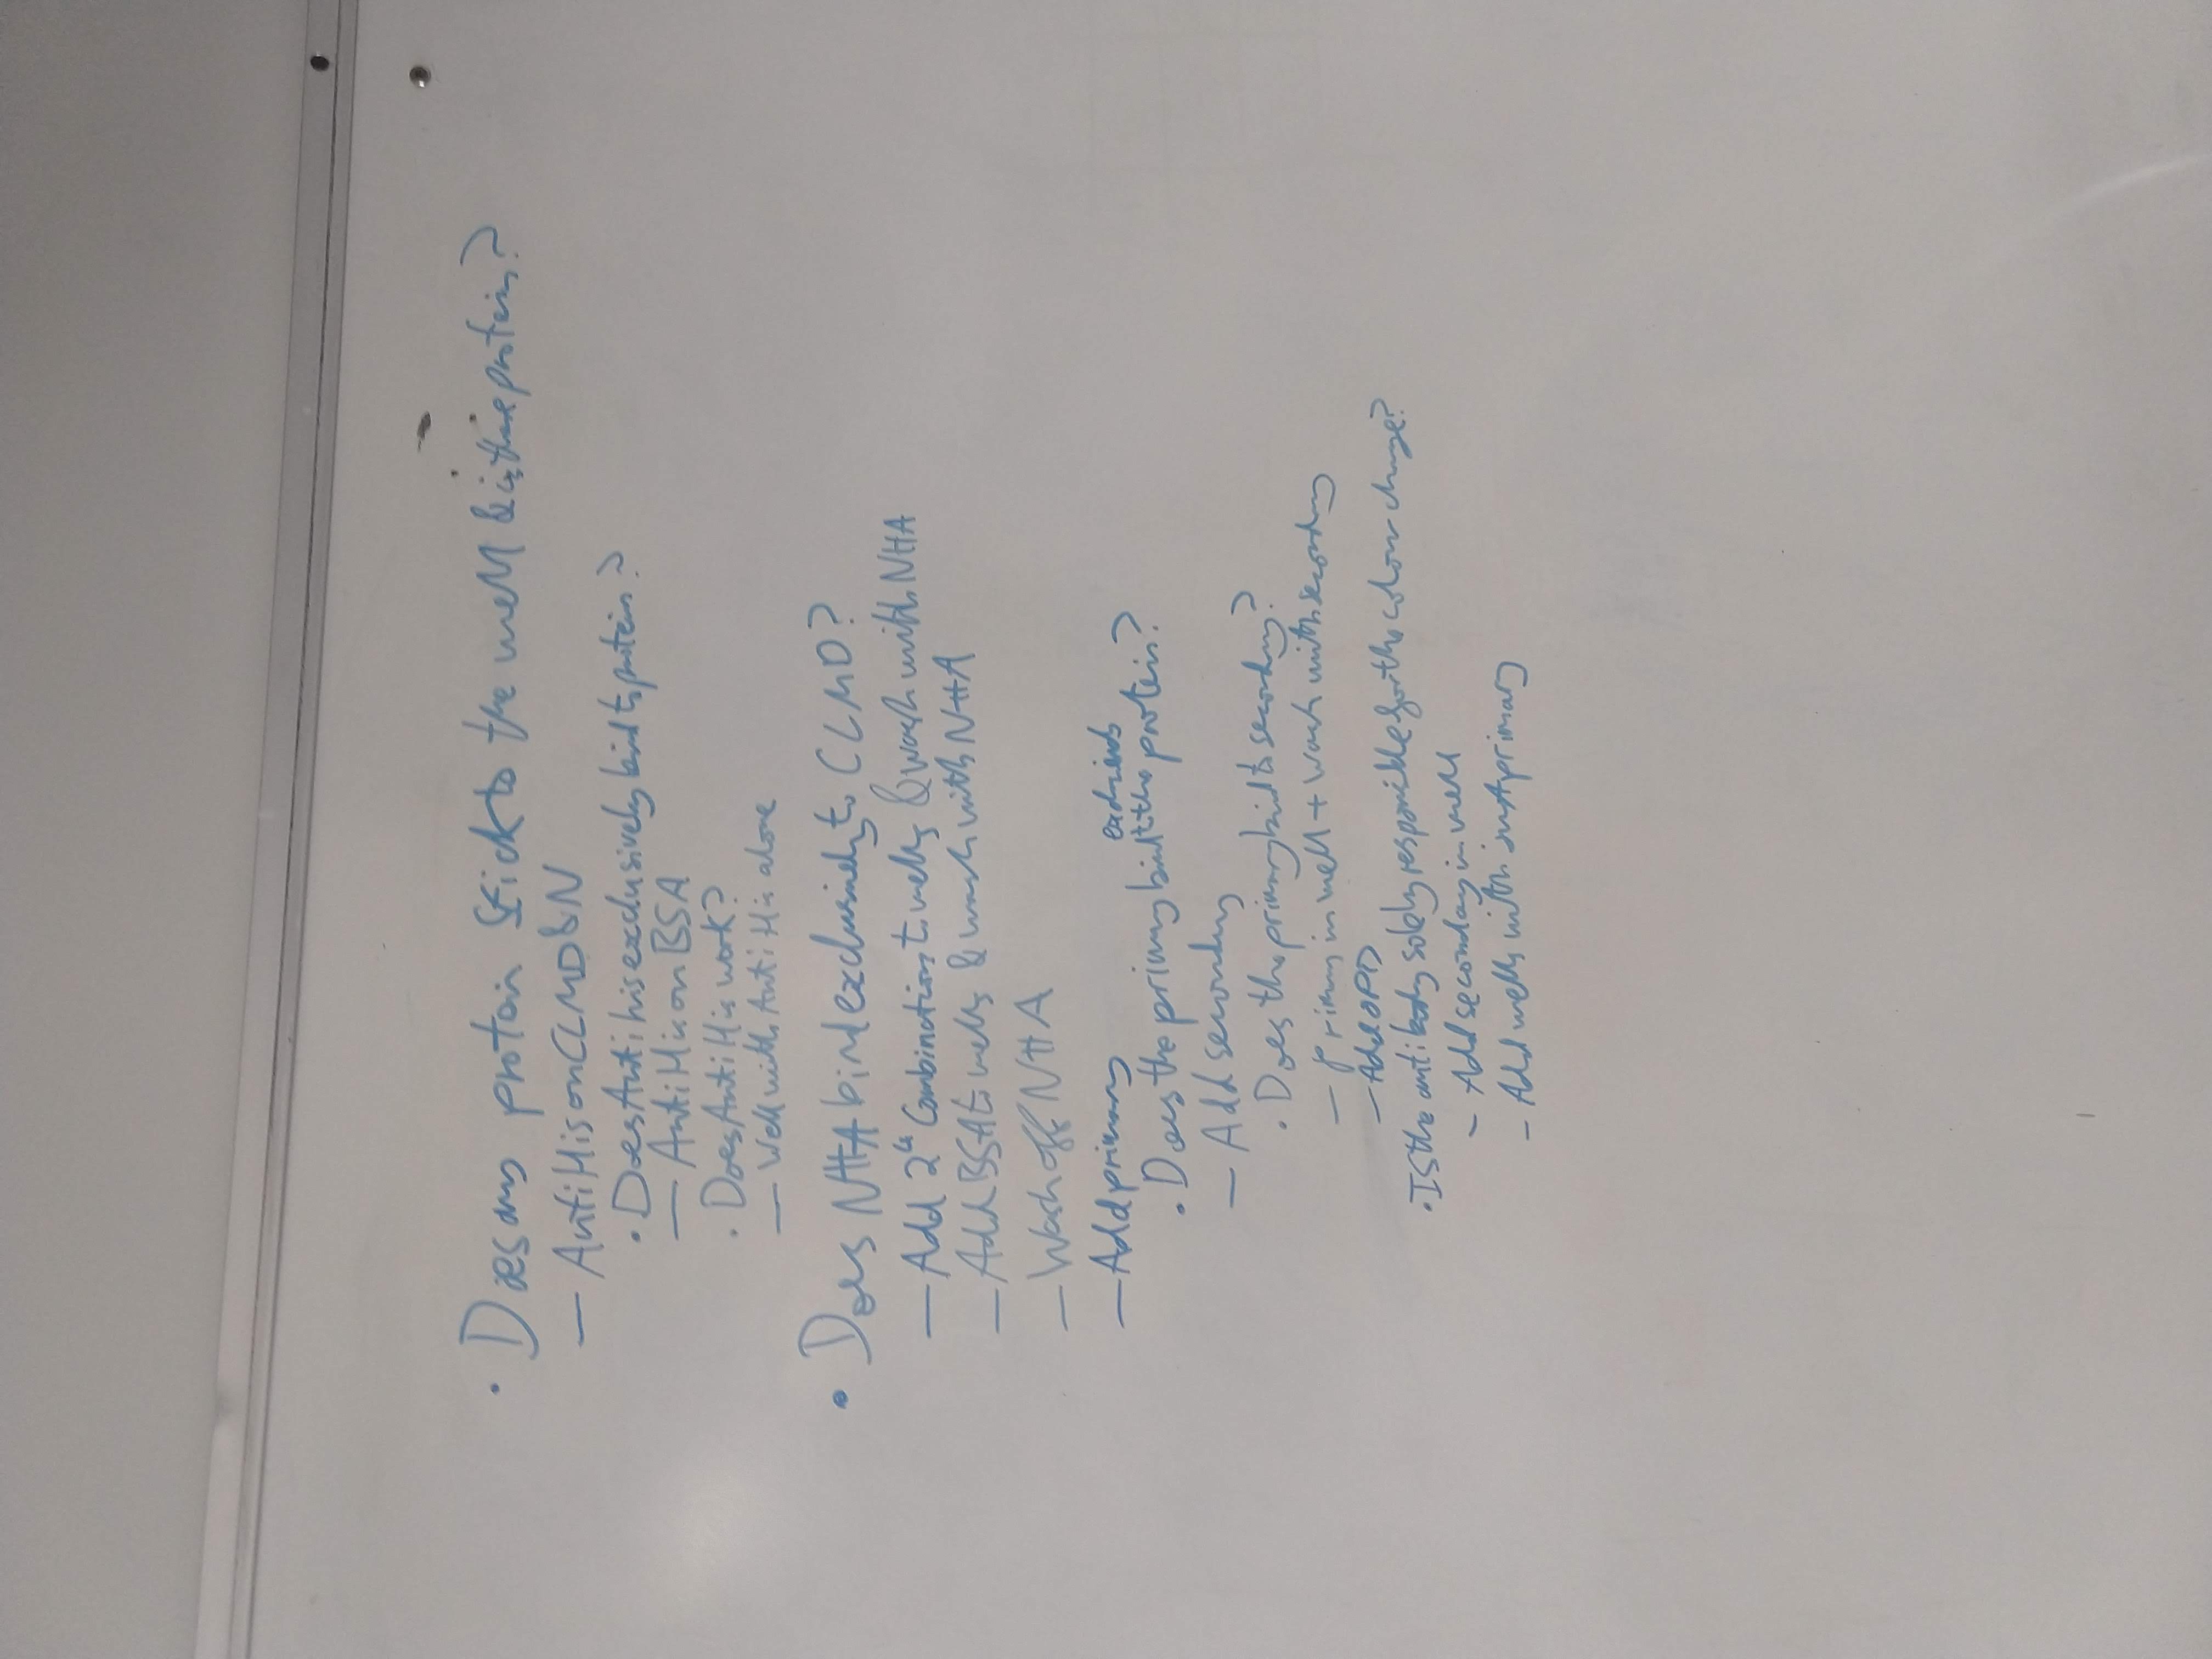 • Does any protein stick to the well & is there protein?
— Anti His on CLMD & N
• Does Anti his exclusively bind to protein?
— Anti His on BSA
• Does Anti His work?
— Well with Anti His alone
• Does NHA bind exclusively to CLMD?
— Add 2⁴ Combinations to wells & wash with NHA
— Add BSA to wells & wash with NHA
— Wash off NHA
— Add primary
• Does the primary bind to the protein?
— Add secondary
• Does the primary bind to secondary?
— primary in well + wash with secondary
— Add OPD
• Is the antibody solely responsible for the colour change?
– Add secondary in well
– Add wells with just primary